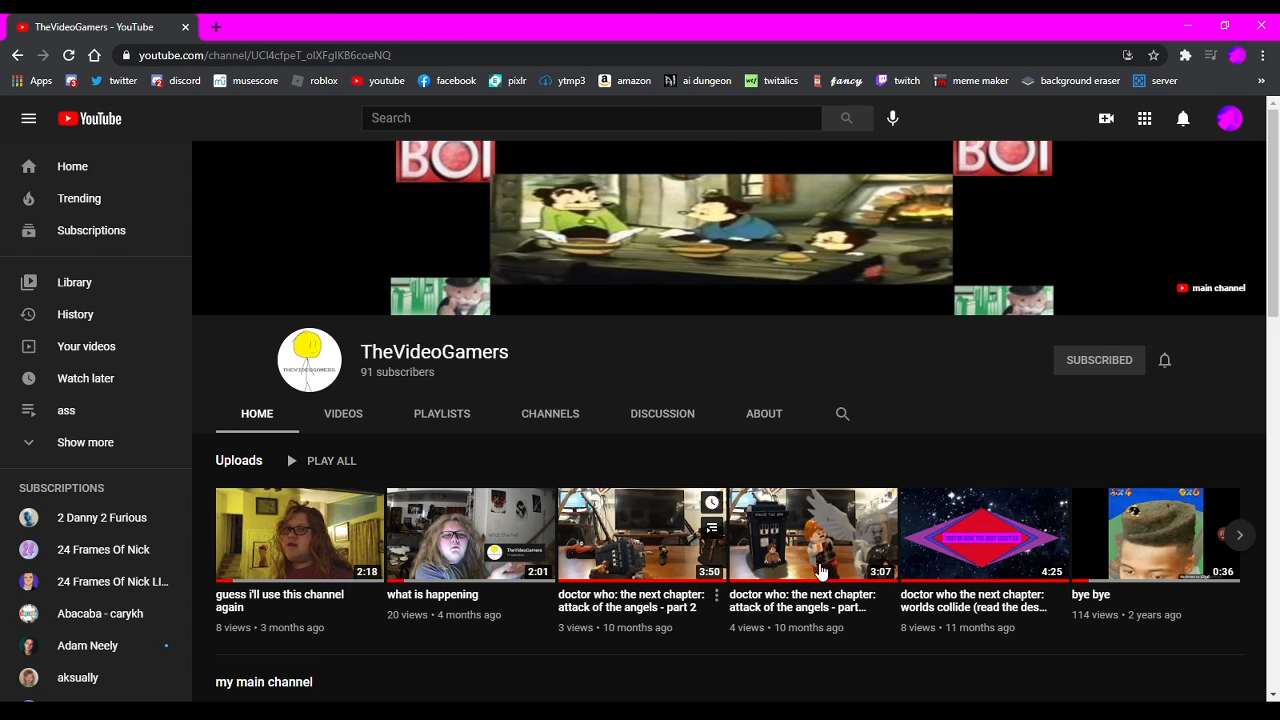 TheVideoGamers - YouTube
youtube.com/channel/UCl4cfpeT_oIXFgIKB6coeNQ
Apps twitter discord musescore roblox youtube facebook pixlr ytmp3 amazon ai dungeon twitalics fancy twitch meme maker background eraser server »
YouTube
Search
Home
Trending
Subscriptions
Library
History
Your videos
Watch later
ass
Show more
SUBSCRIPTIONS
2 Danny 2 Furious
24 Frames Of Nick
24 Frames Of Nick LI...
Abacaba - carykh
Adam Neely
aksually
BOI BOI
main channel
THEVIDEOGAMERS
TheVideoGamers
91 subscribers
SUBSCRIBED
HOME VIDEOS PLAYLISTS CHANNELS DISCUSSION ABOUT
Uploads PLAY ALL
2:18
guess i'll use this channel
again
8 views • 3 months ago
TheVideoGamers
2:01
what is happening
20 views • 4 months ago
3:50
doctor who: the next chapter:
attack of the angels - part 2
3 views • 10 months ago
3:07
doctor who: the next chapter:
attack of the angels - part...
4 views • 10 months ago
DOCTOR WHO THE NEXT CHAPTER
4:25
doctor who the next chapter:
worlds collide (read the des...
8 views • 11 months ago
0:36
bye bye
114 views • 2 years ago
my main channel